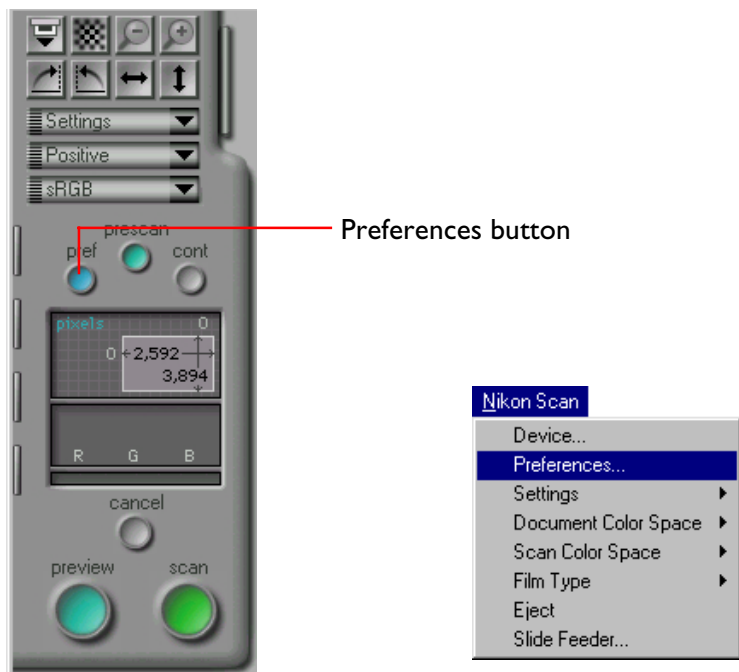 Settings
Positive
sRGB
prescan
Preferences button
pref
cont
pixels 0
0 2,592
3,894
R G B
cancel
preview scan
Nikon Scan
Device...
Preferences...
Settings
Document Color Space
Scan Color Space
Film Type
Eject
Slide Feeder...